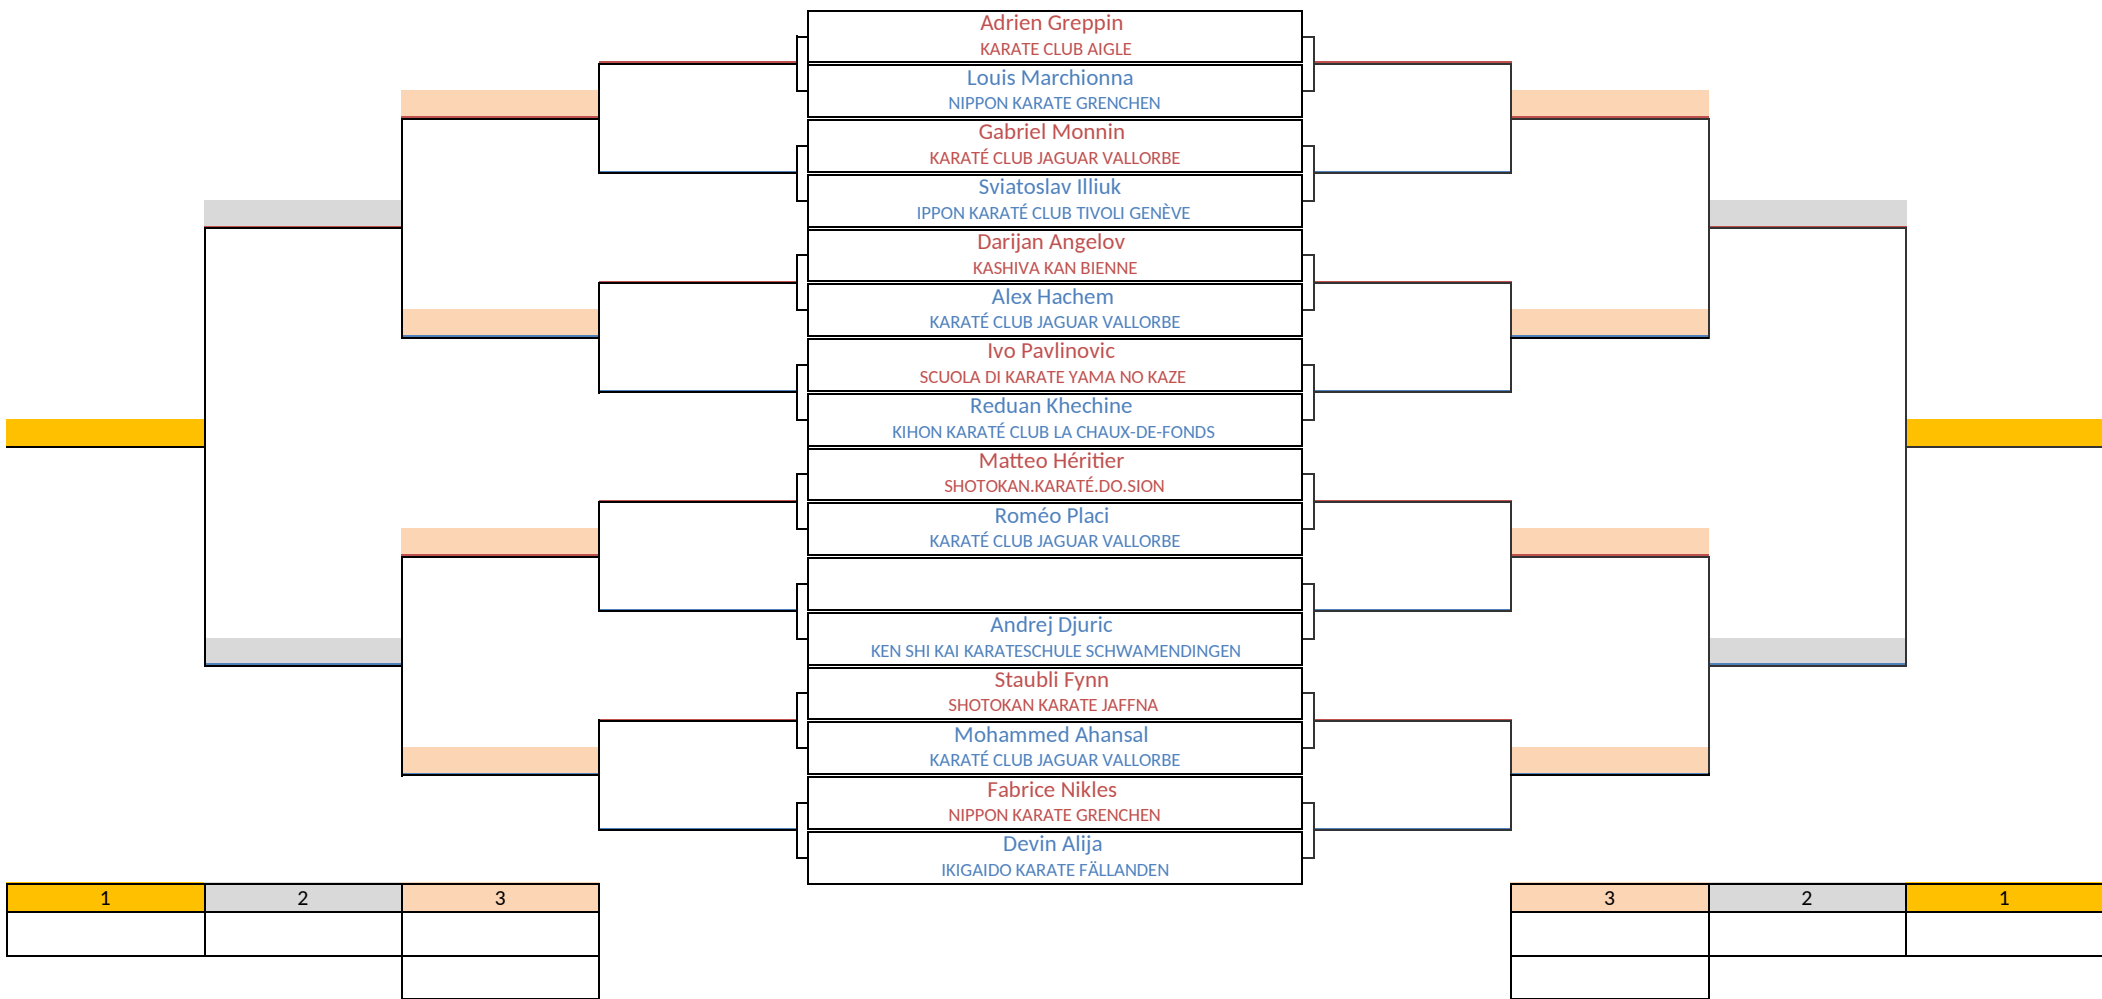 Adrien Greppin
KARATE CLUB AIGLE
Louis Marchionna
NIPPON KARATE GRENCHEN
Gabriel Monnin
KARATÉ CLUB JAGUAR VALLORBE
Sviatoslav Illiuk
IPPON KARATÉ CLUB TIVOLI GENÈVE
Darijan Angelov
KASHIVA KAN BIENNE
Alex Hachem
KARATÉ CLUB JAGUAR VALLORBE
Ivo Pavlinovic
SCUOLA DI KARATE YAMA NO KAZE
Reduan Khechine
KIHON KARATÉ CLUB LA CHAUX-DE-FONDS
Matteo Héritier
SHOTOKAN.KARATÉ.DO.SION
Roméo Placi
KARATÉ CLUB JAGUAR VALLORBE
Andrej Djuric
KEN SHI KAI KARATESCHULE SCHWAMENDINGEN
Staubli Fynn
SHOTOKAN KARATE JAFFNA
Mohammed Ahansal
KARATÉ CLUB JAGUAR VALLORBE
Fabrice Nikles
NIPPON KARATE GRENCHEN
Devin Alija
IKIGAIDO KARATE FÄLLANDEN
1 2 3 3 2 1